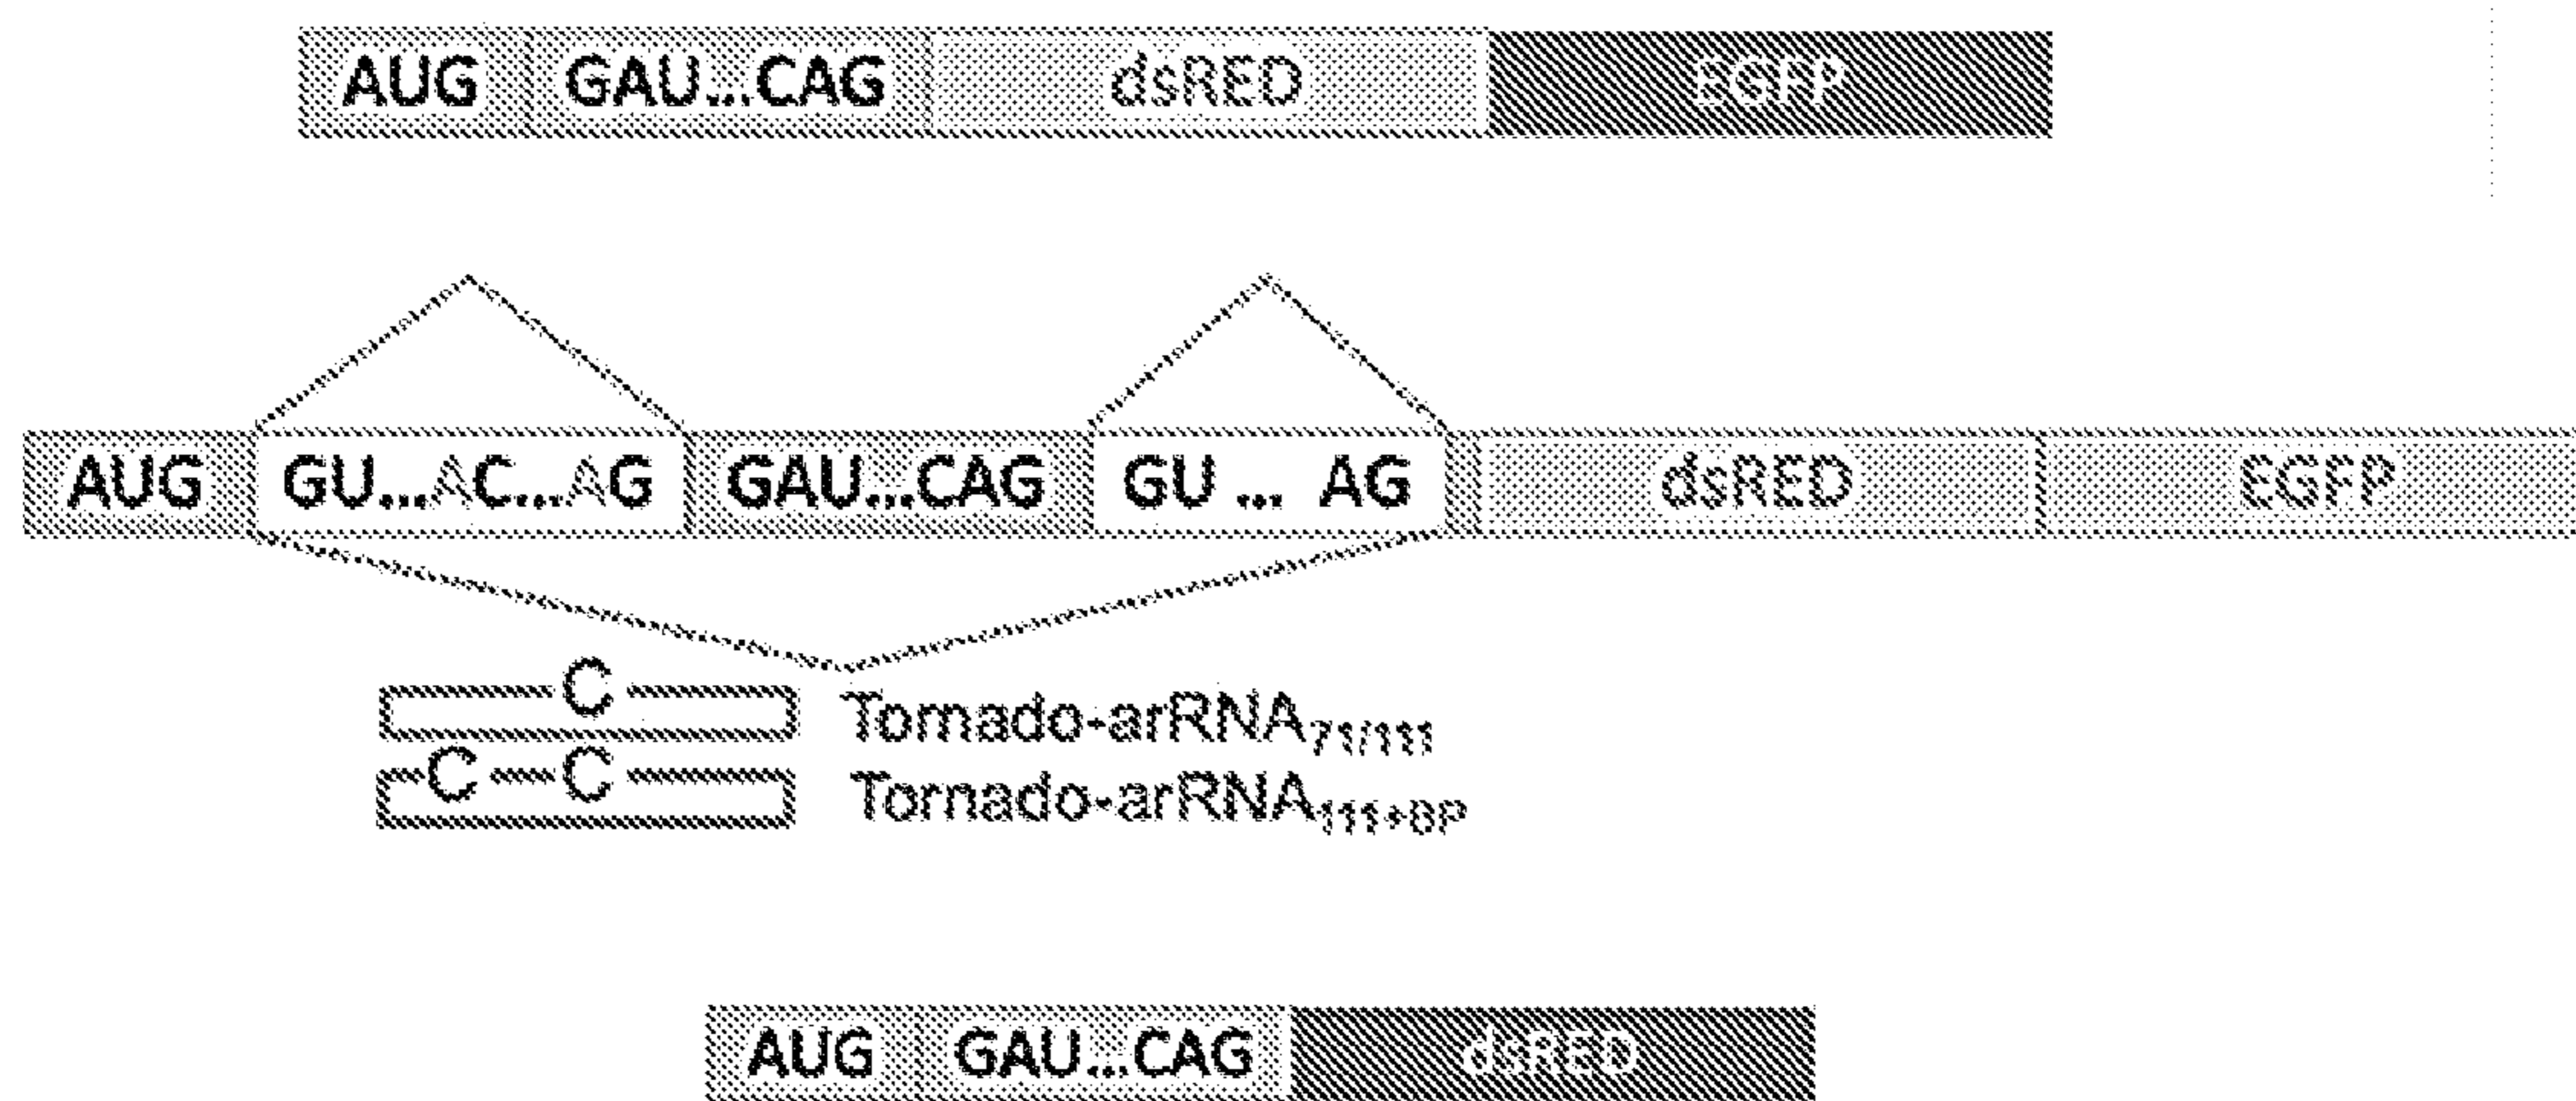 AUG GAU...CAG dsRED EGFP
AUG GU...AC...AG GAU...CAG GU ... AG dsRED EGFP
C Tornado-arRNA71/111
C C Tornado-arRNA111+BP
AUG GAU...CAG dsRED